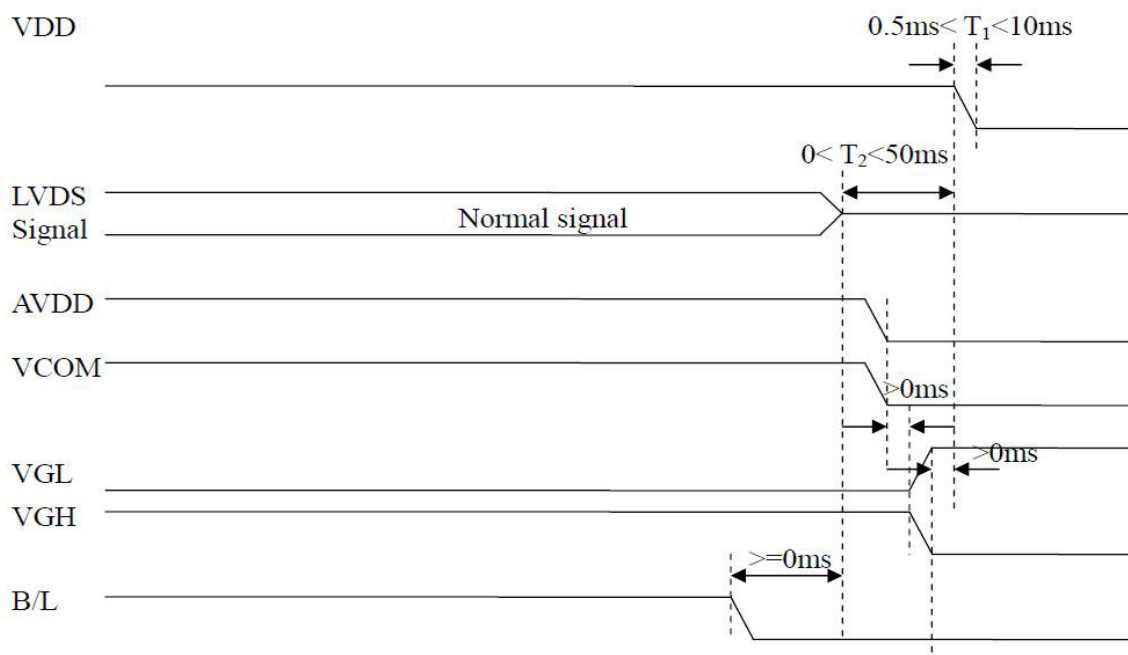 VDD
0.5ms< T₁<10ms
0< T₂<50ms
LVDS
Signal
Normal signal
AVDD
VCOM
>0ms
VGL
>0ms
VGH
>=0ms
B/L